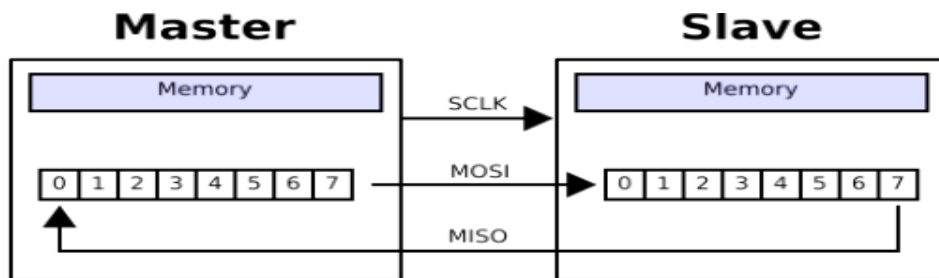 Master Slave
Memory Memory
SCLK
MOSI
0 1 2 3 4 5 6 7 0 1 2 3 4 5 6 7
MISO